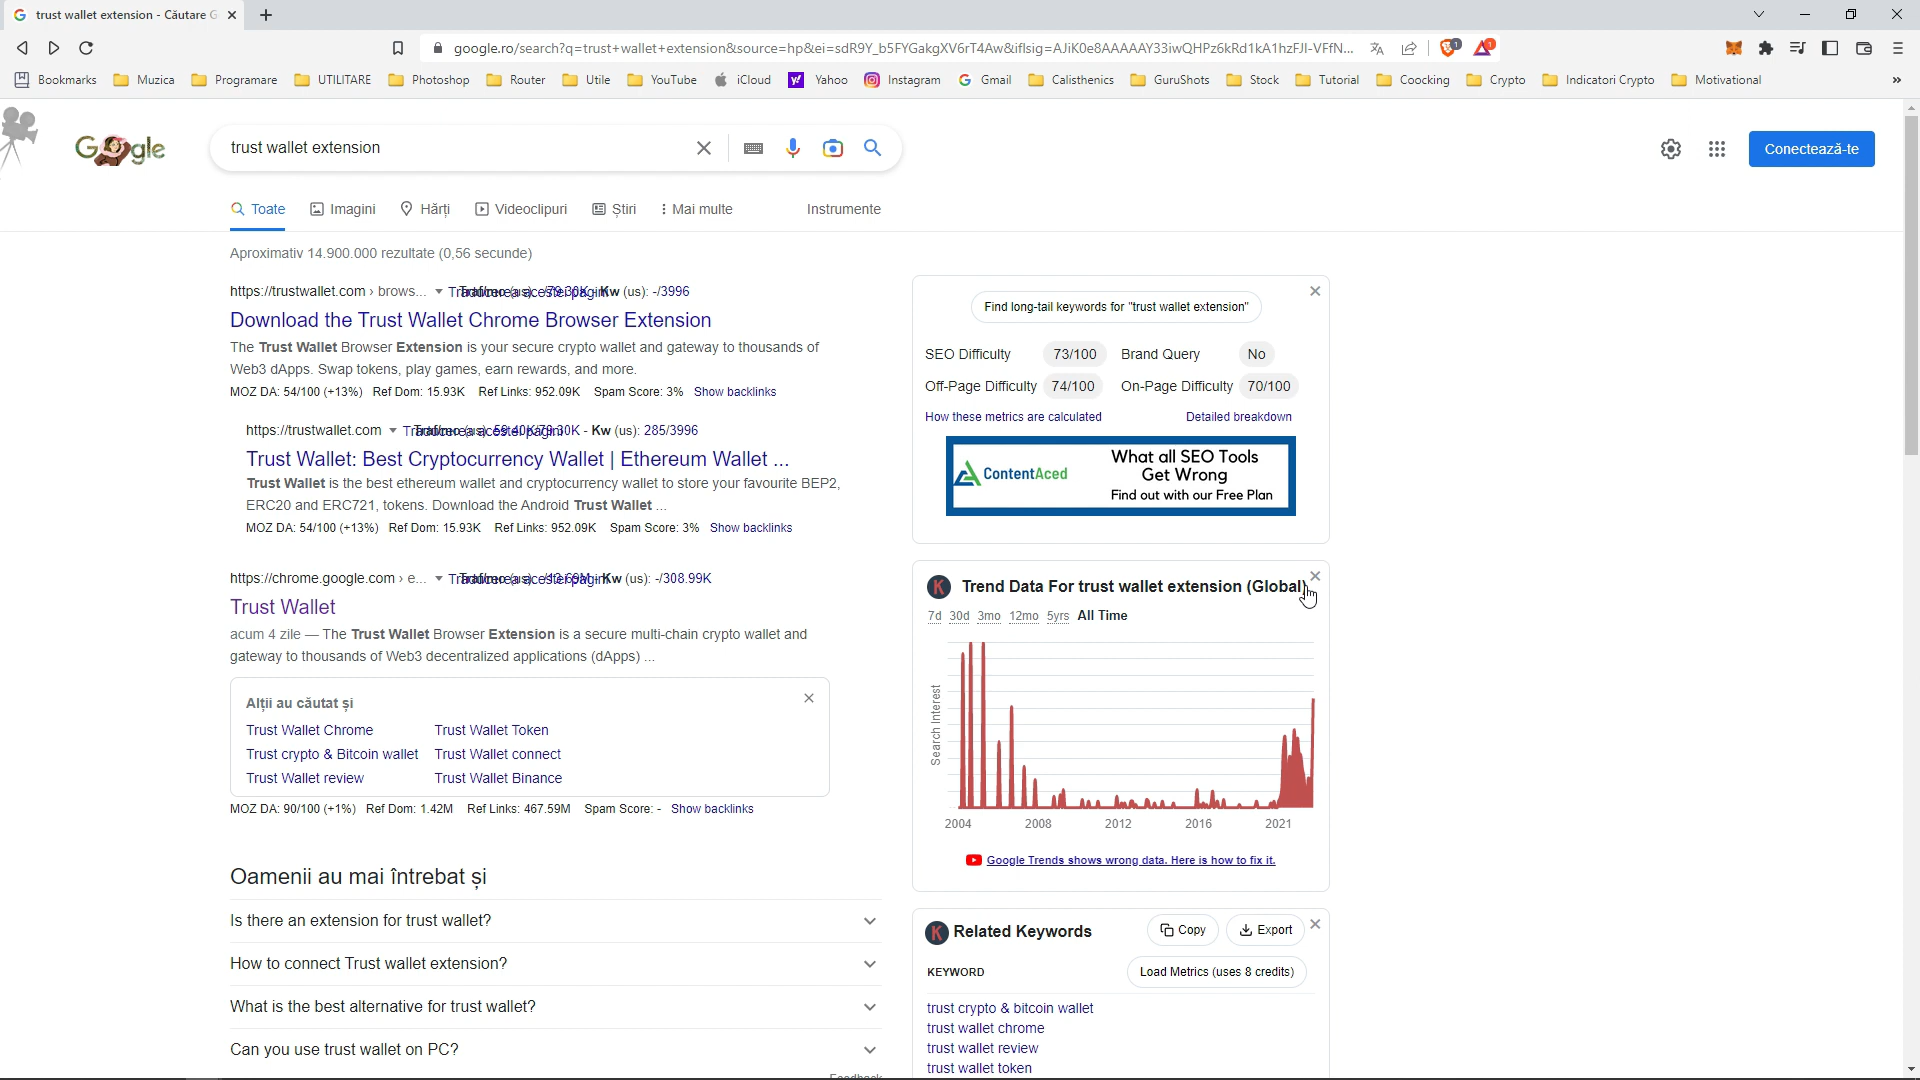 trust wallet extension - Căutare G
google.ro/search?q=trust+wallet+extension&source=hp&ei=sdR9Y_b5FYGakgXV6rT4Aw&iflsig=AJiK0e8AAAAAY33iwQHPz6kRd1kA1hzFJl-VFfN...
Bookmarks Muzica Programare UTILITARE Photoshop Router Utile YouTube iCloud Yahoo Instagram Gmail Calisthenics GuruShots Stock Tutorial Coocking Crypto Indicatori Crypto Motivational
Google
trust wallet extension
Conectează-te
Toate Imagini Hărți Videoclipuri Știri Mai multe Instrumente
Aproximativ 14.900.000 rezultate (0,56 secunde)
https://trustwallet.com › brows... Kw (us): -/3996
Download the Trust Wallet Chrome Browser Extension
The Trust Wallet Browser Extension is your secure crypto wallet and gateway to thousands of
Web3 dApps. Swap tokens, play games, earn rewards, and more.
MOZ DA: 54/100 (+13%) Ref Dom: 15.93K Ref Links: 952.09K Spam Score: 3% Show backlinks
https://trustwallet.com - Kw (us): 285/3996
Trust Wallet: Best Cryptocurrency Wallet | Ethereum Wallet ...
Trust Wallet is the best ethereum wallet and cryptocurrency wallet to store your favourite BEP2,
ERC20 and ERC721, tokens. Download the Android Trust Wallet ...
MOZ DA: 54/100 (+13%) Ref Dom: 15.93K Ref Links: 952.09K Spam Score: 3% Show backlinks
https://chrome.google.com › e... Kw (us): -/308.99K
Trust Wallet
acum 4 zile — The Trust Wallet Browser Extension is a secure multi-chain crypto wallet and
gateway to thousands of Web3 decentralized applications (dApps) ...
Alții au căutat și
Trust Wallet Chrome Trust Wallet Token
Trust crypto & Bitcoin wallet Trust Wallet connect
Trust Wallet review Trust Wallet Binance
MOZ DA: 90/100 (+1%) Ref Dom: 1.42M Ref Links: 467.59M Spam Score: - Show backlinks
Oamenii au mai întrebat și
Is there an extension for trust wallet?
How to connect Trust wallet extension?
What is the best alternative for trust wallet?
Can you use trust wallet on PC?
Find long-tail keywords for "trust wallet extension"
SEO Difficulty 73/100 Brand Query No
Off-Page Difficulty 74/100 On-Page Difficulty 70/100
How these metrics are calculated Detailed breakdown
ContentAced
What all SEO Tools
Get Wrong
Find out with our Free Plan
K Trend Data For trust wallet extension (Global)
7d 30d 3mo 12mo 5yrs All Time
Search Interest
2004 2008 2012 2016 2021
Google Trends shows wrong data. Here is how to fix it.
K Related Keywords Copy Export
KEYWORD Load Metrics (uses 8 credits)
trust crypto & bitcoin wallet
trust wallet chrome
trust wallet review
trust wallet token